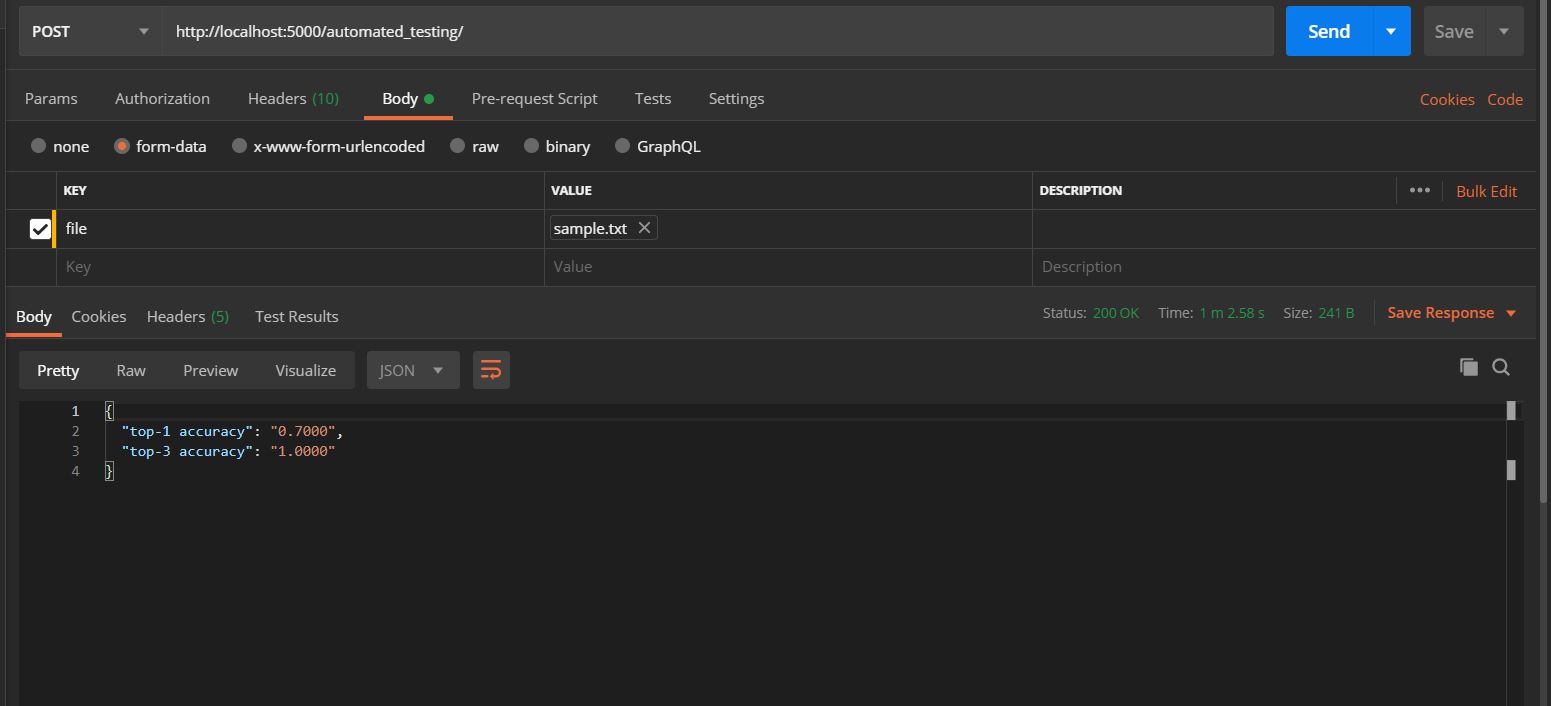 POST http://localhost:5000/automated_testing/ Send Save
Params Authorization Headers (10) Body Pre-request Script Tests Settings Cookies Code
none form-data x-www-form-urlencoded raw binary GraphQL
KEY VALUE DESCRIPTION ••• Bulk Edit
file sample.txt
Key Value Description
Body Cookies Headers (5) Test Results Status: 200 OK Time: 1 m 2.58 s Size: 241 B Save Response
Pretty Raw Preview Visualize JSON
1 {
2 "top-1 accuracy": "0.7000",
3 "top-3 accuracy": "1.0000"
4 }